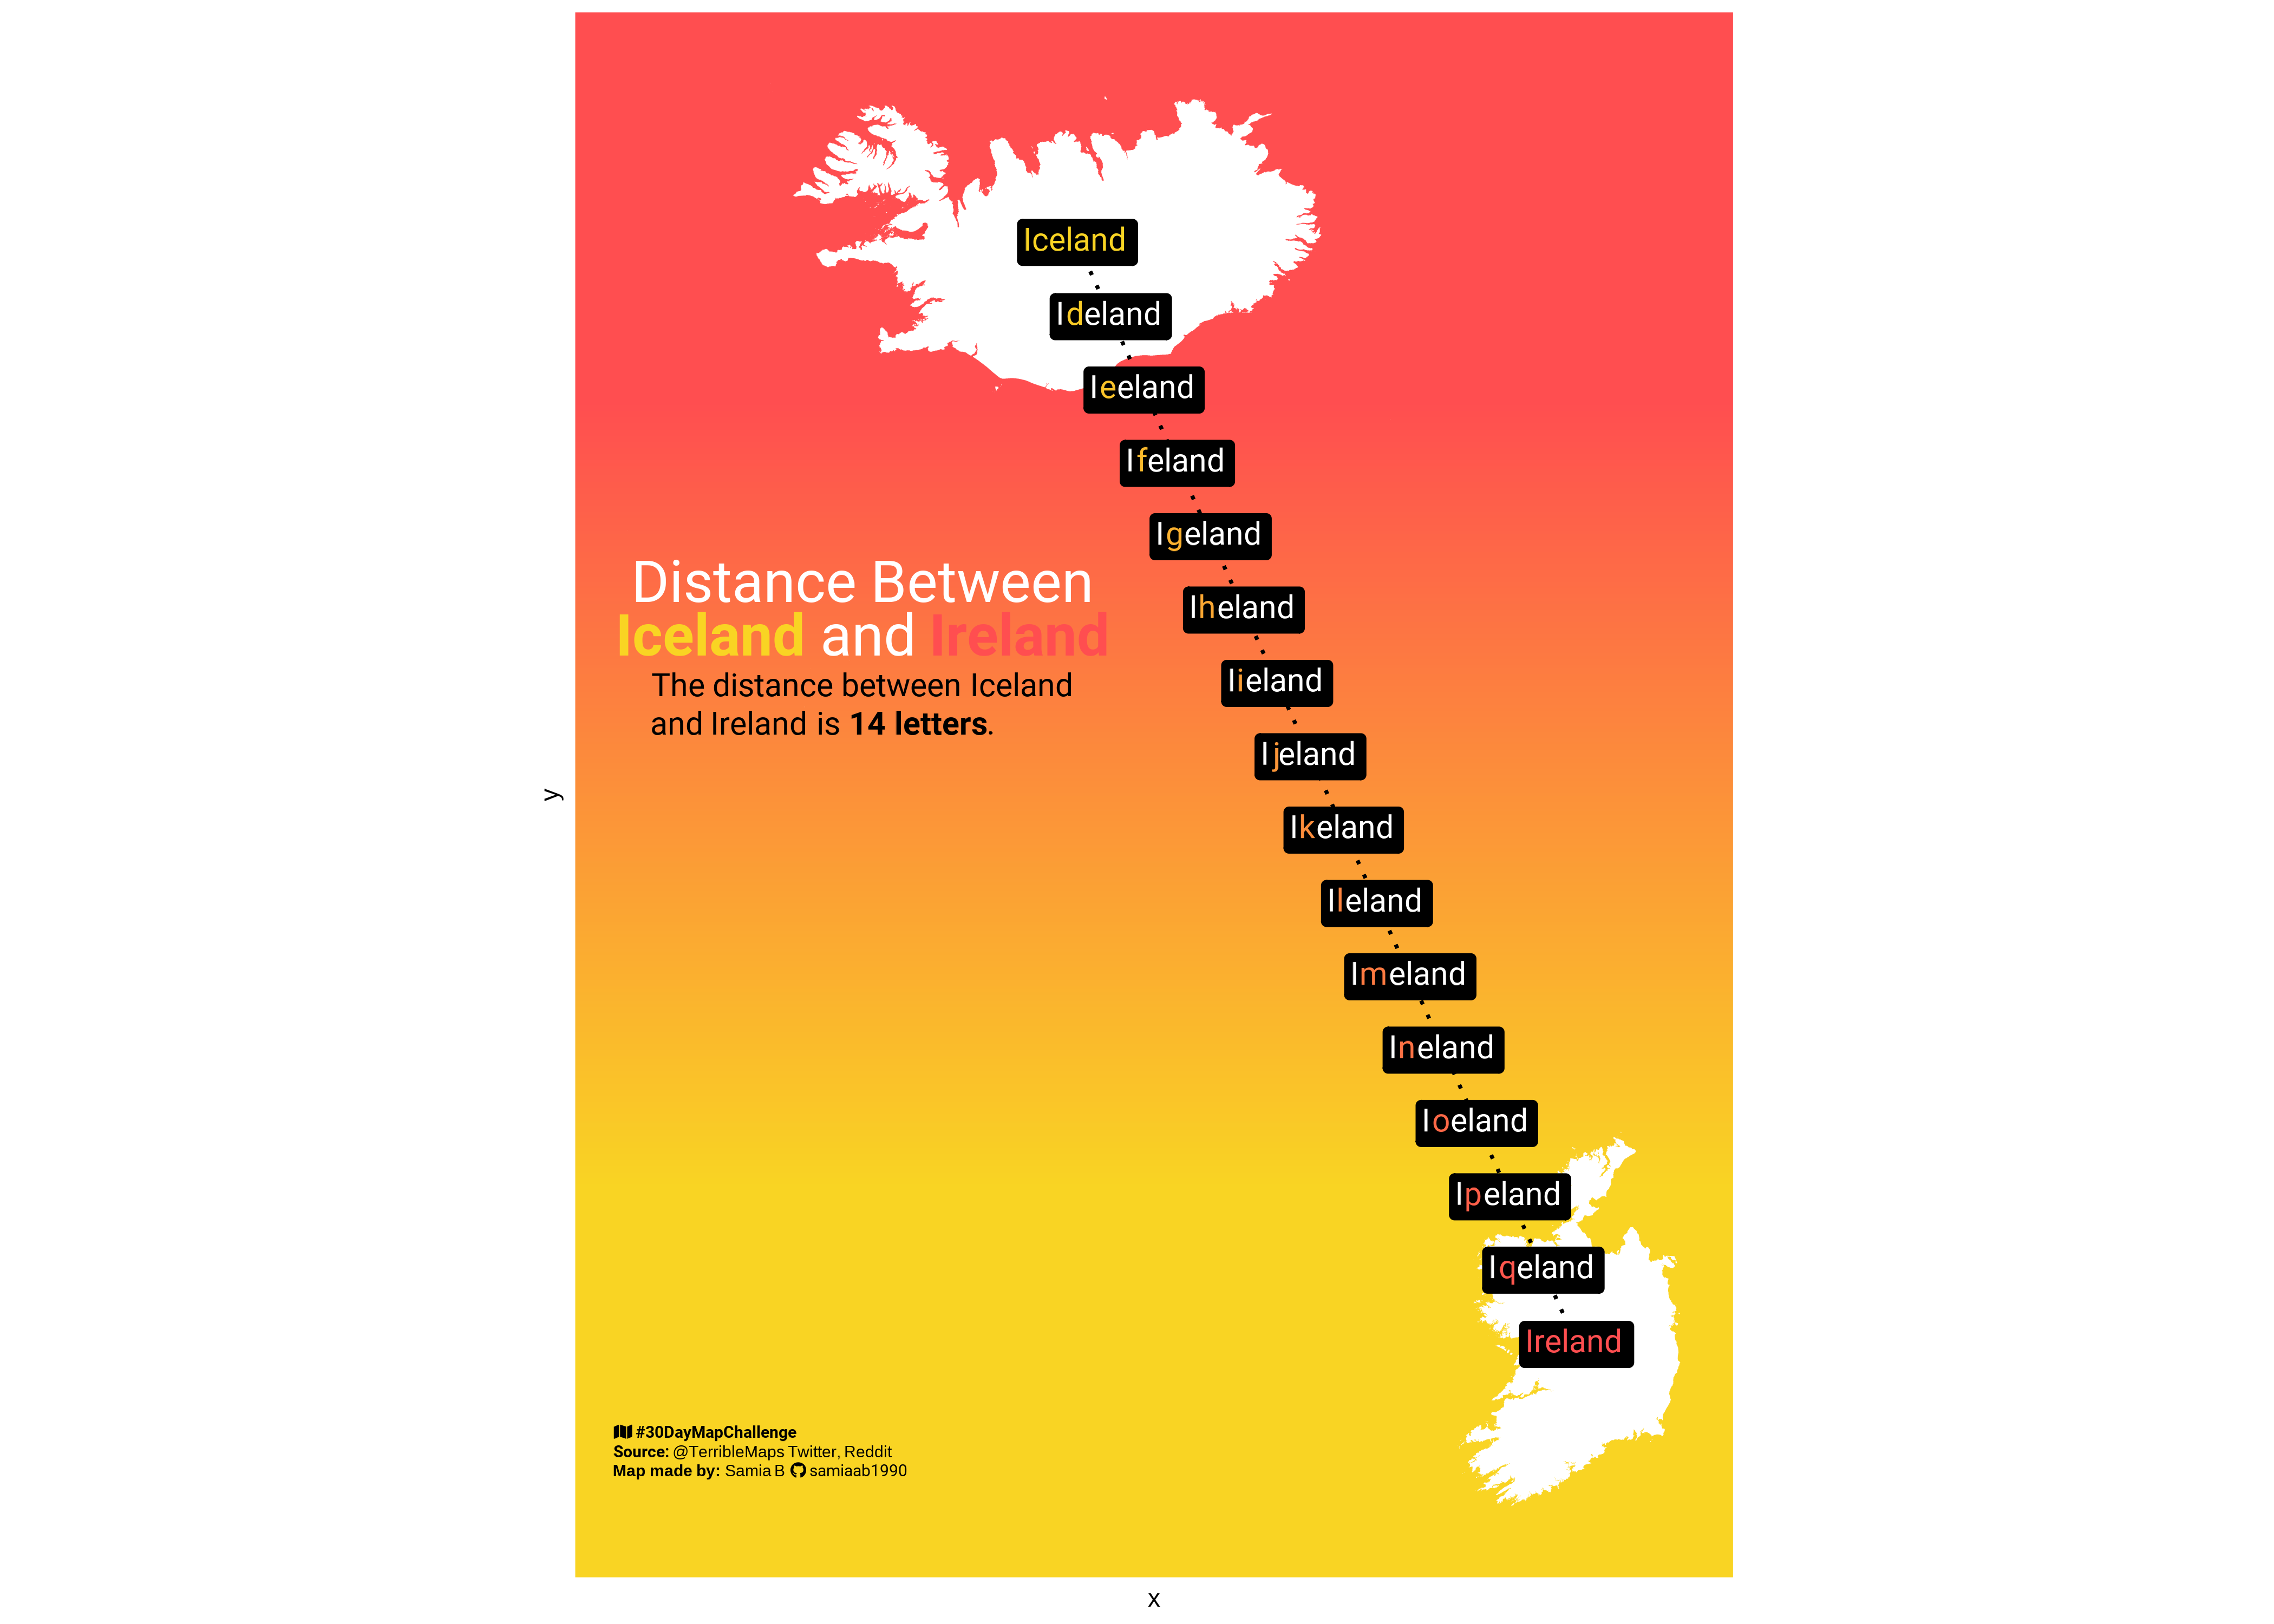 Iceland
Ideland
Ieeland
Ifeland
Igeland
Iheland
Iieland
Ijeland
Ikeland
Ileland
Imeland
Ineland
Ioeland
Ipeland
Iqeland
Ireland
Distance Between
Iceland and Ireland
The distance between Iceland
and Ireland is 14 letters.
y
#30DayMapChallenge
Source: @TerribleMaps Twitter, Reddit
Map made by: Samia B samiaab1990
x